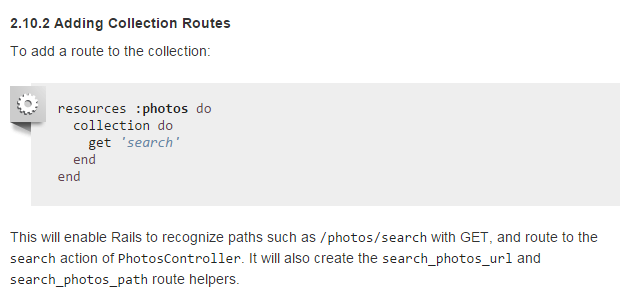 2.10.2 Adding Collection Routes
To add a route to the collection:
resources :photos do
  collection do
    get 'search'
  end
end
This will enable Rails to recognize paths such as /photos/search with GET, and route to the
search action of PhotosController. It will also create the search_photos_url and
search_photos_path route helpers.